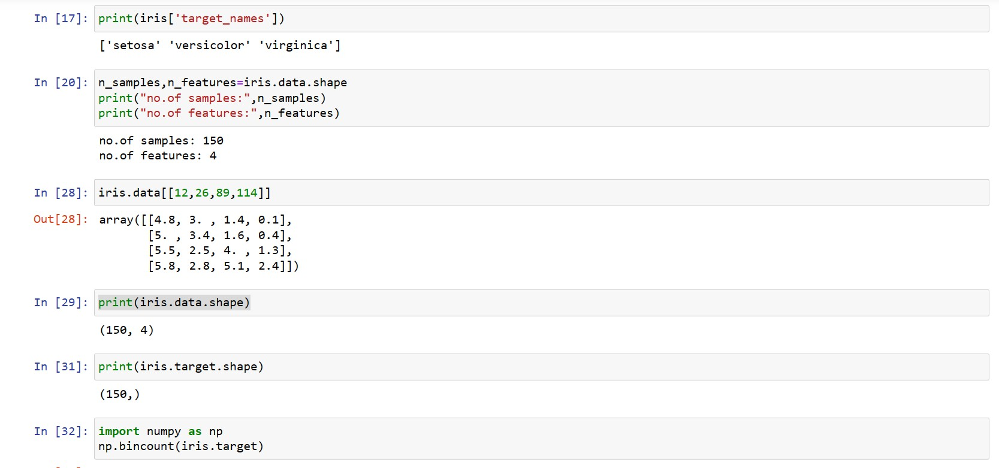 In [17]: print(iris['target_names'])
['setosa' 'versicolor' 'virginica']
In [20]: n_samples,n_features=iris.data.shape
print("no.of samples:",n_samples)
print("no.of features:",n_features)
no.of samples: 150
no.of features: 4
In [28]: iris.data[[12,26,89,114]]
Out[28]: array([[4.8, 3. , 1.4, 0.1],
[5. , 3.4, 1.6, 0.4],
[5.5, 2.5, 4. , 1.3],
[5.8, 2.8, 5.1, 2.4]])
In [29]: print(iris.data.shape)
(150, 4)
In [31]: print(iris.target.shape)
(150,)
In [32]: import numpy as np
np.bincount(iris.target)